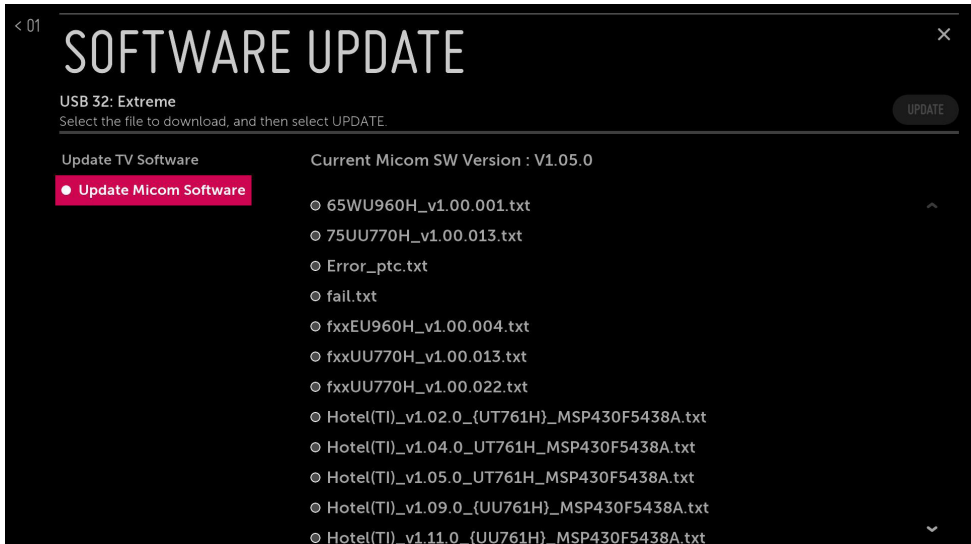 < 01
SOFTWARE UPDATE
×
USB 32: Extreme
Select the file to download, and then select UPDATE.
UPDATE
Update TV Software
Update Micom Software
Current Micom SW Version : V1.05.0
65WU960H_v1.00.001.txt
75UU770H_v1.00.013.txt
Error_ptc.txt
fail.txt
fxxEU960H_v1.00.004.txt
fxxUU770H_v1.00.013.txt
fxxUU770H_v1.00.022.txt
Hotel(TI)_v1.02.0_{UT761H}_MSP430F5438A.txt
Hotel(TI)_v1.04.0_UT761H_MSP430F5438A.txt
Hotel(TI)_v1.05.0_UT761H_MSP430F5438A.txt
Hotel(TI)_v1.09.0_{UU761H}_MSP430F5438A.txt
Hotel(TI)_v1.11.0_{UU761H}_MSP430F5438A.txt